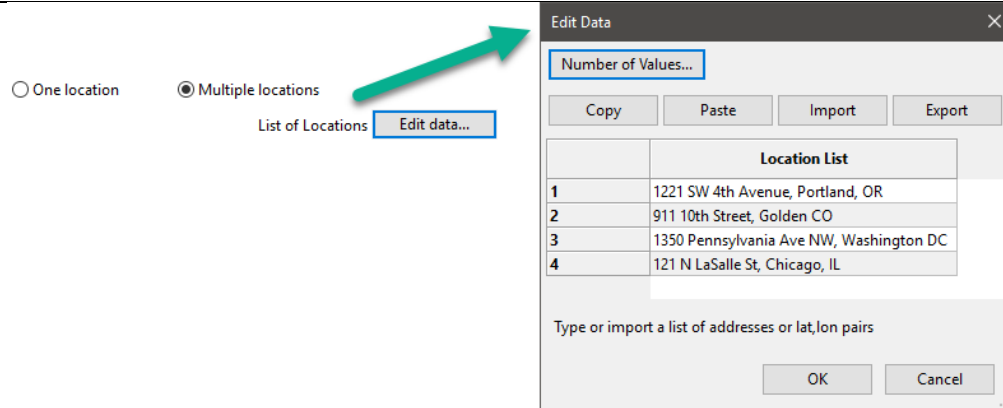 One location
Multiple locations
List of Locations
Edit data...
Edit Data
Number of Values...
Copy
Paste
Import
Export
Location List
1 1221 SW 4th Avenue, Portland, OR
2 911 10th Street, Golden CO
3 1350 Pennsylvania Ave NW, Washington DC
4 121 N LaSalle St, Chicago, IL
Type or import a list of addresses or lat,lon pairs
OK
Cancel